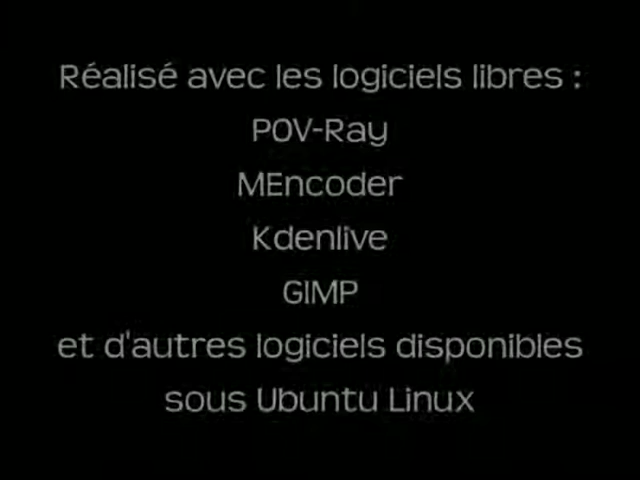 Réalisé avec les logiciels libres :
POV-Ray
MEncoder
Kdenlive
GIMP
et d'autres logiciels disponibles
sous Ubuntu Linux